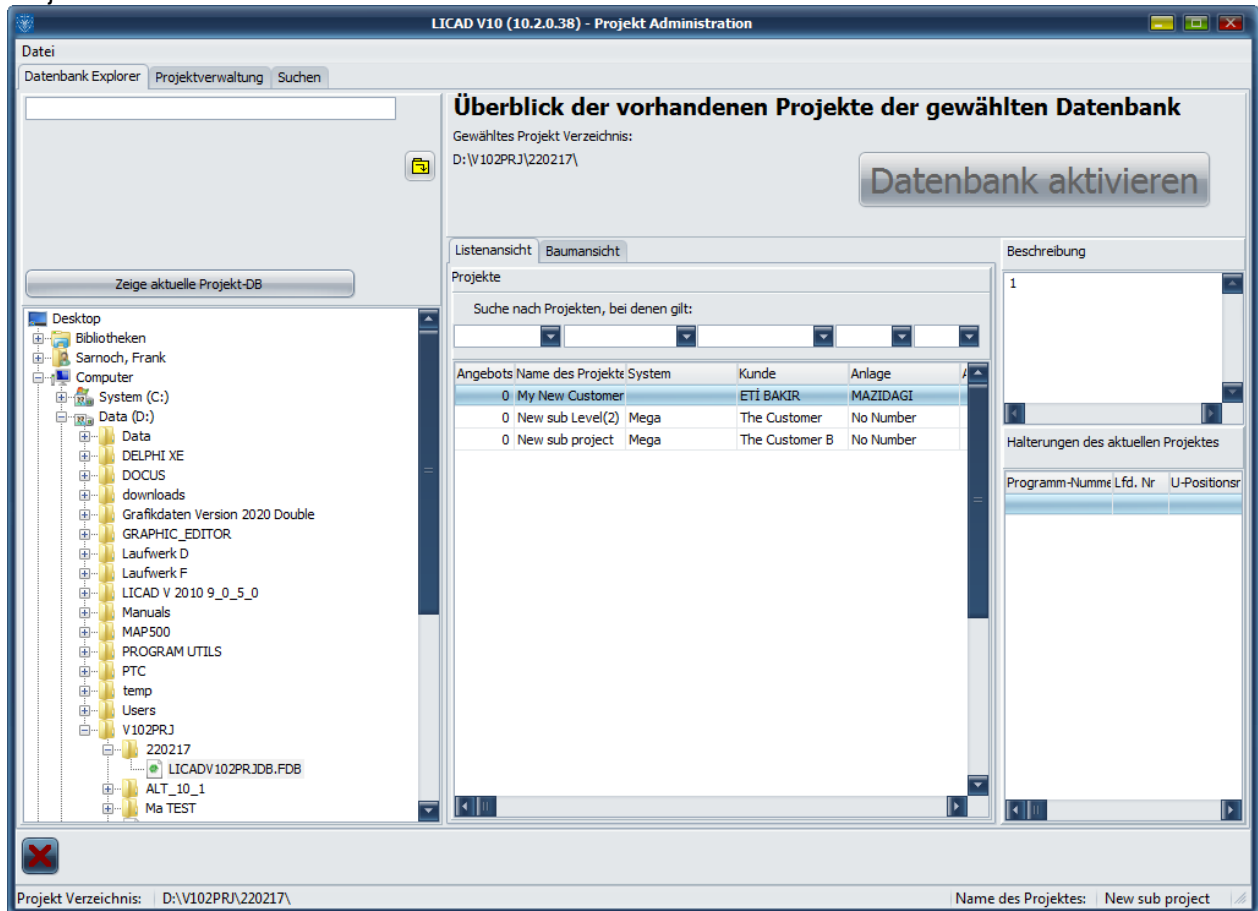 LICAD V10 (10.2.0.38) - Projekt Administration
Datei
Datenbank Explorer Projektverwaltung Suchen
Überblick der vorhandenen Projekte der gewählten Datenbank
Gewähltes Projekt Verzeichnis:
D:\V102PRJ\220217\
Datenbank aktivieren
Zeige aktuelle Projekt-DB
Desktop
Bibliotheken
Sarnoch, Frank
Computer
System (C:)
Data (D:)
Data
DELPHI XE
DOCUS
downloads
Grafikdaten Version 2020 Double
GRAPHIC_EDITOR
Laufwerk D
Laufwerk F
LICAD V 2010 9_0_5_0
Manuals
MAP500
PROGRAM UTILS
PTC
temp
Users
V102PRJ
220217
LICADV102PRJDB.FDB
ALT_10_1
Ma TEST
Listenansicht Baumansicht
Projekte
Suche nach Projekten, bei denen gilt:
Angebots Name des Projekte System Kunde Anlage
0 My New Customer ETİ BAKIR MAZIDAGI
0 New sub Level(2) Mega The Customer No Number
0 New sub project Mega The Customer B No Number
Beschreibung
1
Halterungen des aktuellen Projektes
Programm-Numme Lfd. Nr U-Positionsr
Projekt Verzeichnis: D:\V102PRJ\220217\ Name des Projektes: New sub project